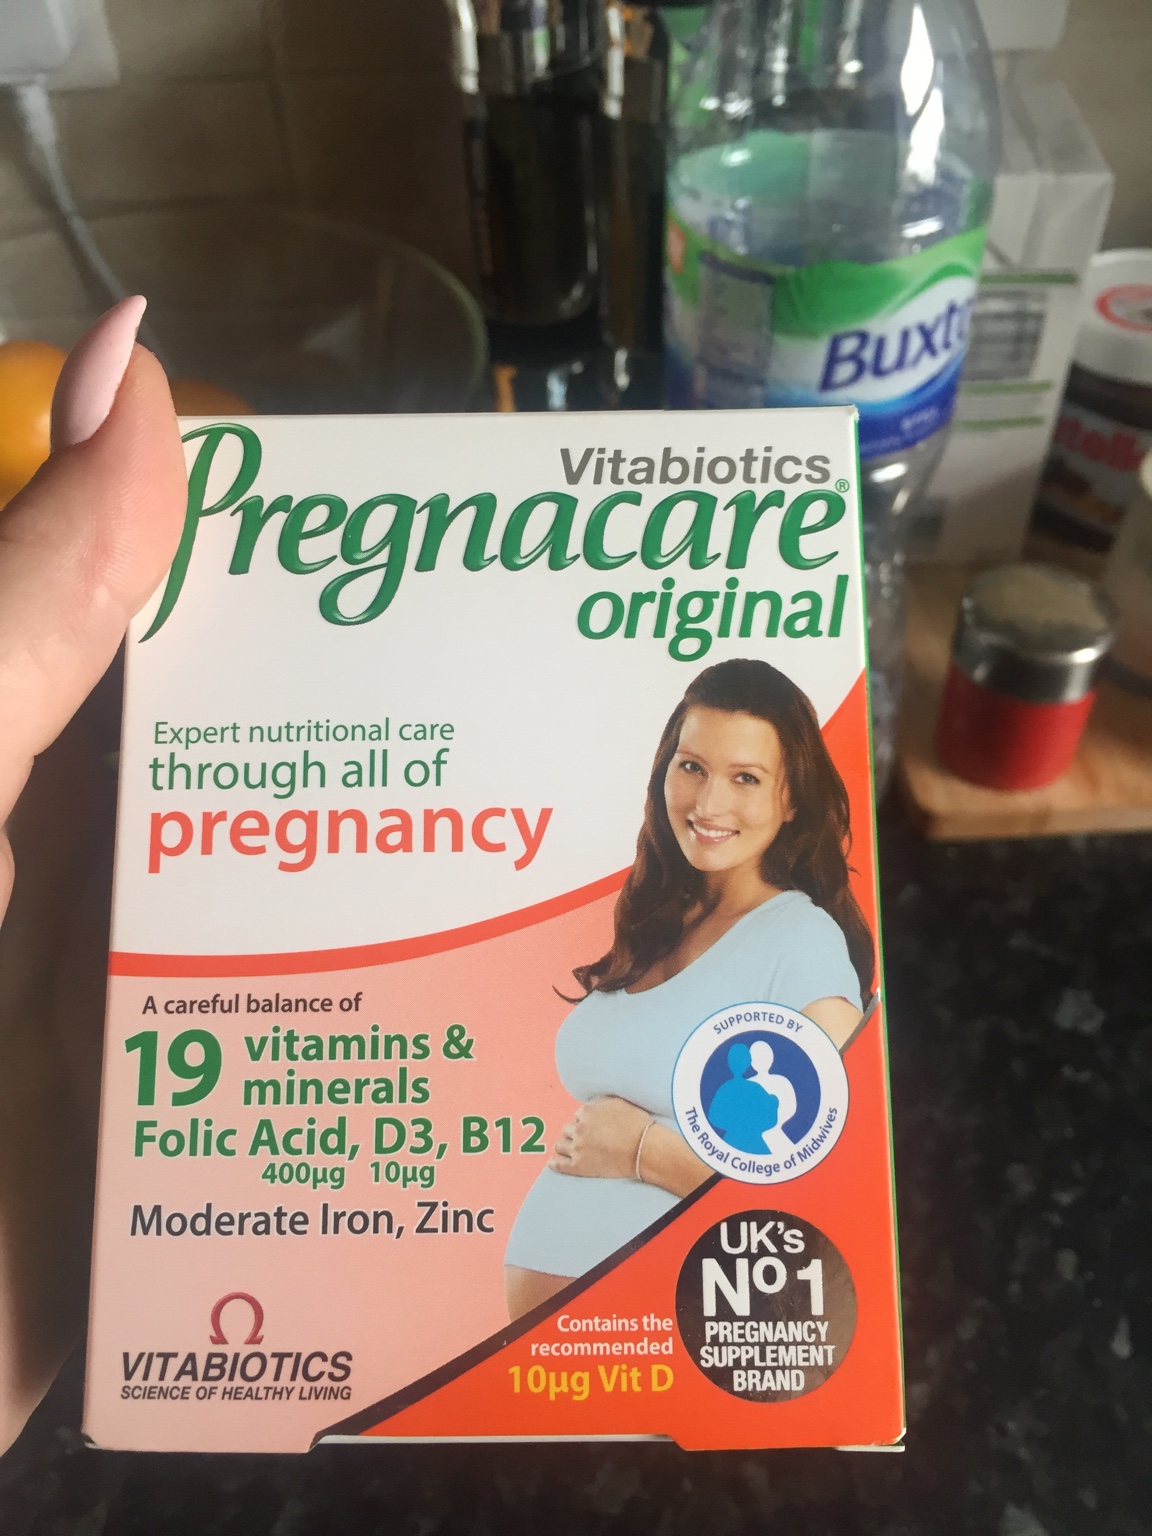 Buxt
Vitabiotics
Pregnacare®
original
Expert nutritional care
through all of
pregnancy
A careful balance of
19 vitamins &
minerals
Folic Acid, D3, B12
400µg 10µg
Moderate Iron, Zinc
SUPPORTED BY
The Royal College of Midwives
UK's
Nº1
PREGNANCY
SUPPLEMENT
BRAND
Contains the
recommended
10µg Vit D
VITABIOTICS
SCIENCE OF HEALTHY LIVING